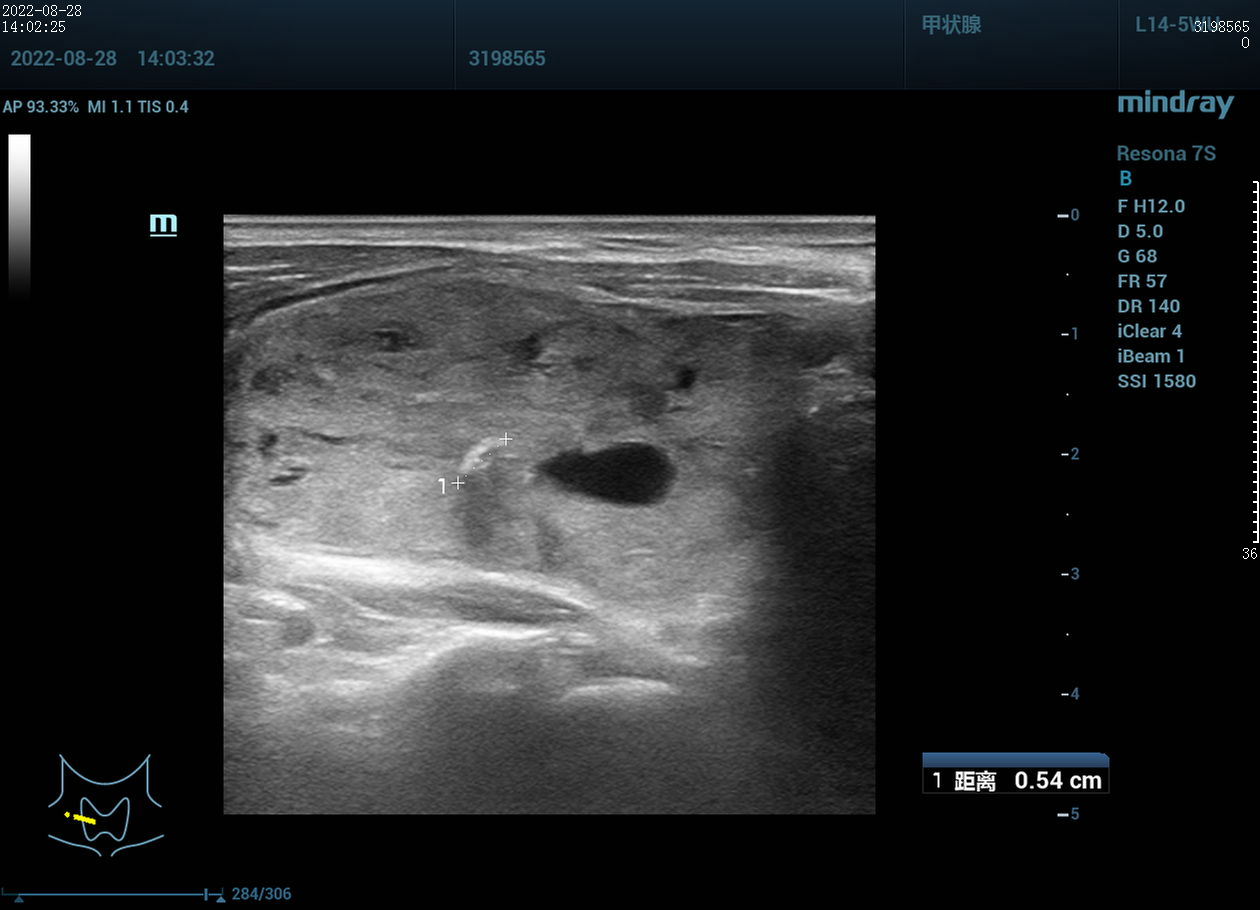 2022-08-28
14:02:25
2022-08-28 14:03:32
3198565
甲状腺
L14-5WU
3198565
0
AP 93.33% MI 1.1 TIS 0.4
mindray
Resona 7S
B
F H12.0
D 5.0
G 68
FR 57
DR 140
iClear 4
iBeam 1
SSI 1580
m
0
1
2
3
4
5
36
1
1 距离 0.54 cm
284/306